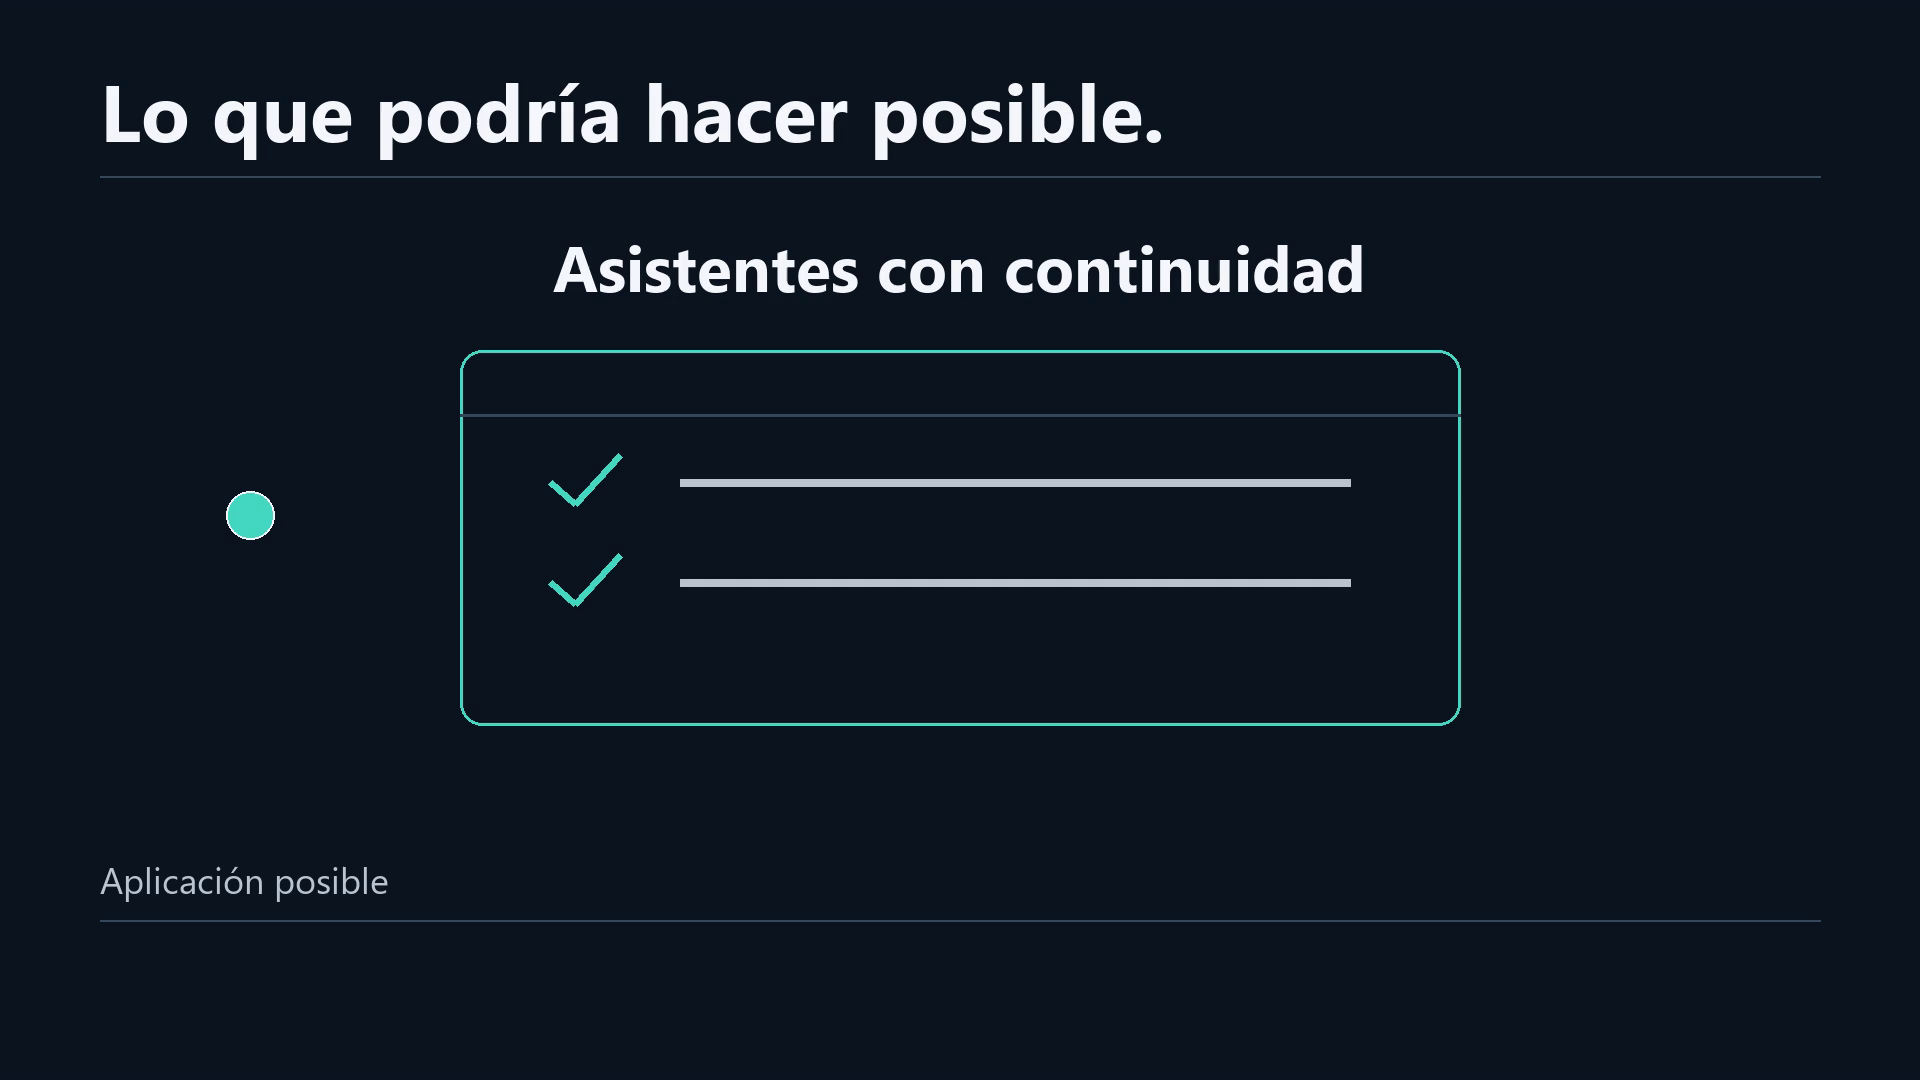 Lo que podría hacer posible.
Asistentes con continuidad
Aplicación posible